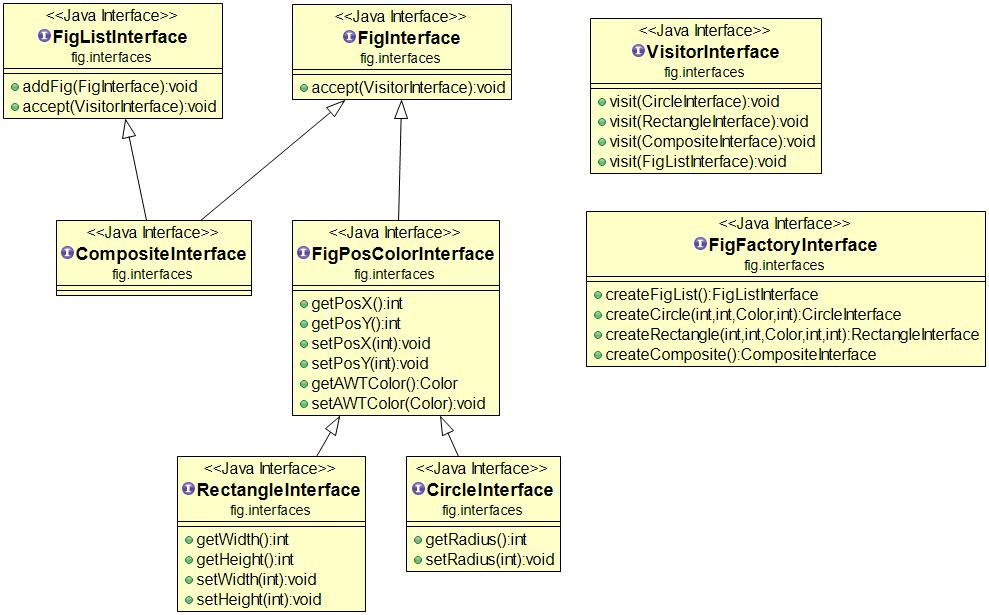 <<Java Interface>>
FigListInterface
fig.interfaces
addFig(FigInterface):void
accept(VisitorInterface):void
<<Java Interface>>
FigInterface
fig.interfaces
accept(VisitorInterface):void
<<Java Interface>>
VisitorInterface
fig.interfaces
visit(CircleInterface):void
visit(RectangleInterface):void
visit(CompositeInterface):void
visit(FigListInterface):void
<<Java Interface>>
CompositeInterface
fig.interfaces
<<Java Interface>>
FigPosColorInterface
fig.interfaces
getPosX():int
getPosY():int
setPosX(int):void
setPosY(int):void
getAWTColor():Color
setAWTColor(Color):void
<<Java Interface>>
FigFactoryInterface
fig.interfaces
createFigList():FigListInterface
createCircle(int,int,Color,int):CircleInterface
createRectangle(int,int,Color,int,int):RectangleInterface
createComposite():CompositeInterface
<<Java Interface>>
RectangleInterface
fig.interfaces
getWidth():int
getHeight():int
setWidth(int):void
setHeight(int):void
<<Java Interface>>
CircleInterface
fig.interfaces
getRadius():int
setRadius(int):void